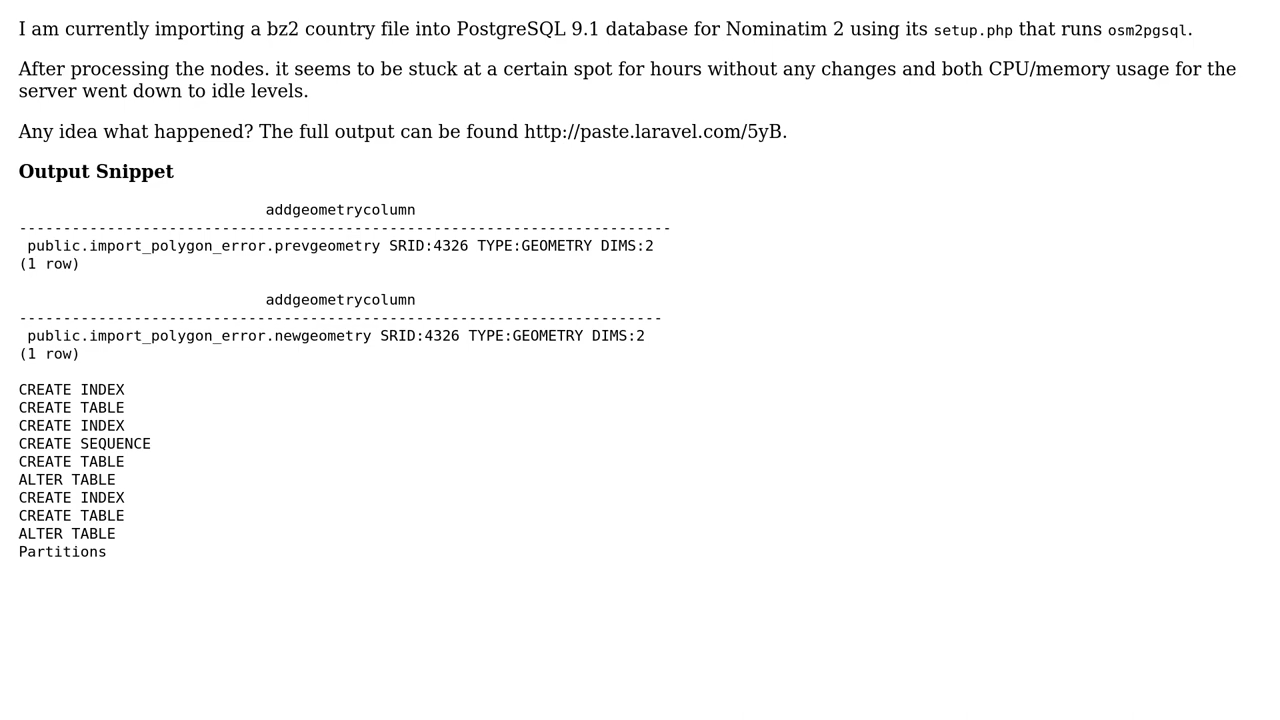 I am currently importing a bz2 country file into PostgreSQL 9.1 database for Nominatim 2 using its setup.php that runs osm2pgsql.
After processing the nodes. it seems to be stuck at a certain spot for hours without any changes and both CPU/memory usage for the
server went down to idle levels.
Any idea what happened? The full output can be found http://paste.laravel.com/5yB.
Output Snippet
addgeometrycolumn
--------------------------------------------------------------------------
public.import_polygon_error.prevgeometry SRID:4326 TYPE:GEOMETRY DIMS:2
(1 row)
addgeometrycolumn
-------------------------------------------------------------------------
public.import_polygon_error.newgeometry SRID:4326 TYPE:GEOMETRY DIMS:2
(1 row)
CREATE INDEX
CREATE TABLE
CREATE INDEX
CREATE SEQUENCE
CREATE TABLE
ALTER TABLE
CREATE INDEX
CREATE TABLE
ALTER TABLE
Partitions